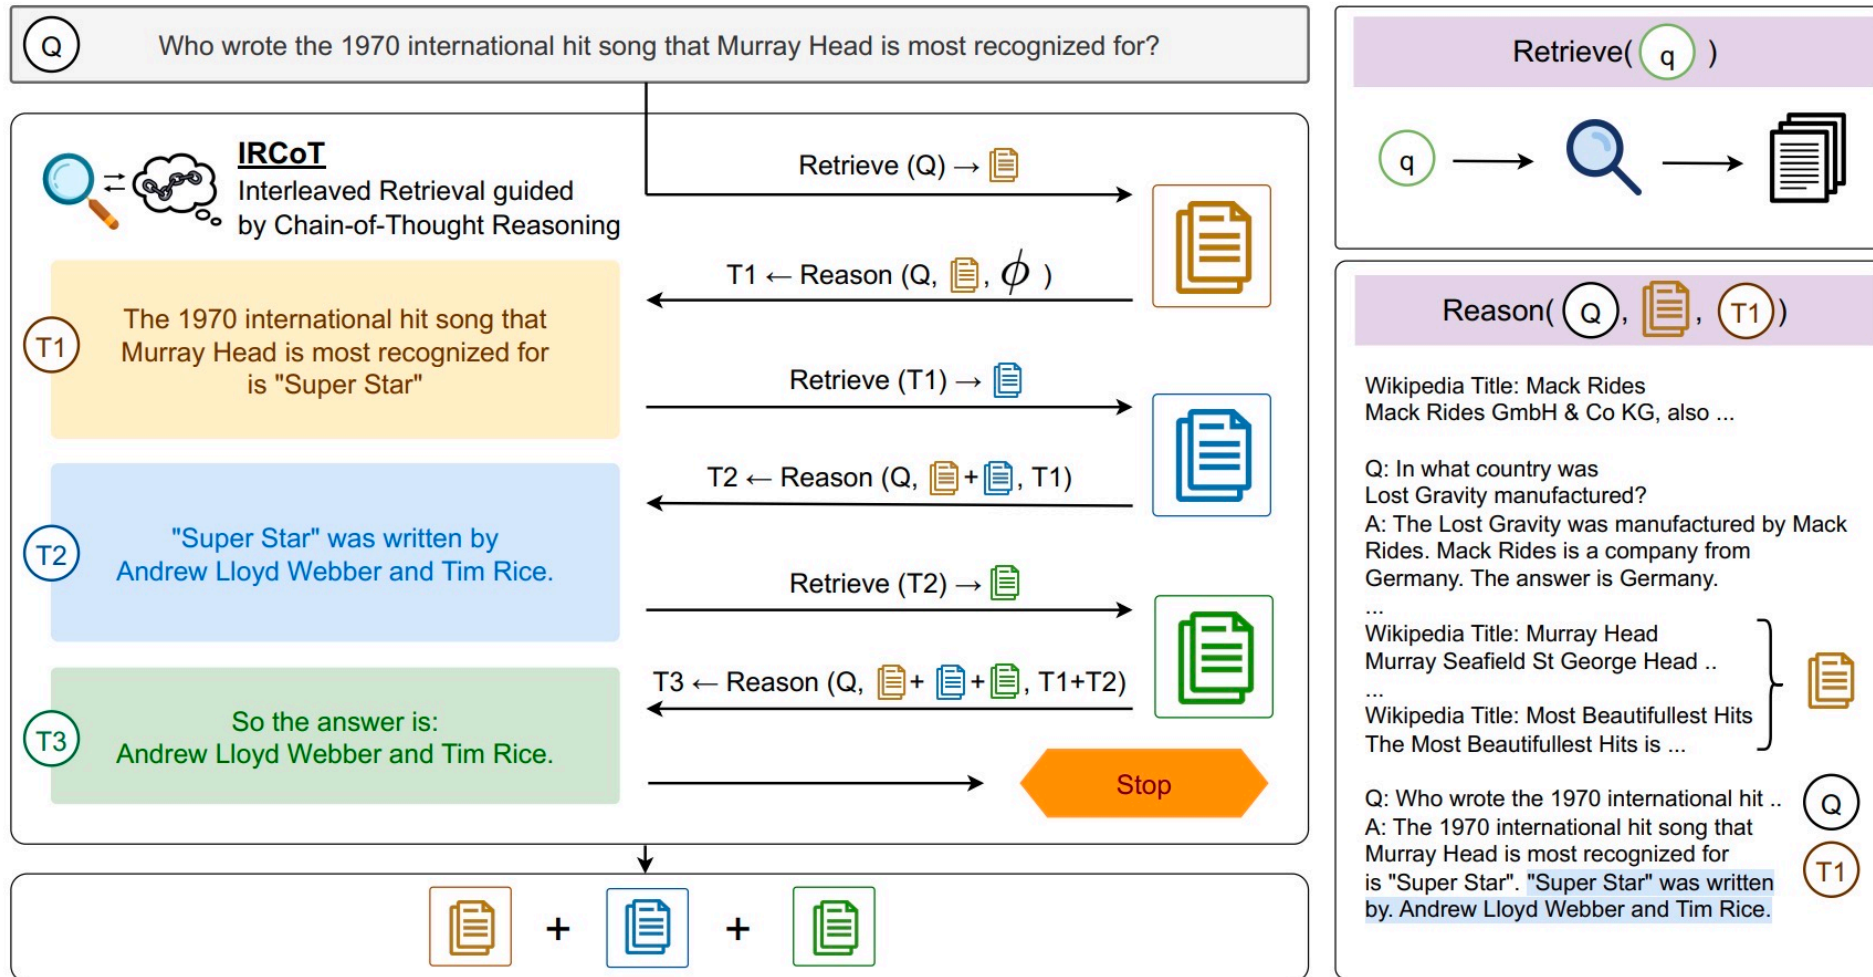 Q
Who wrote the 1970 international hit song that Murray Head is most recognized for?
IRCoT
Interleaved Retrieval guided
by Chain-of-Thought Reasoning
Retrieve (Q) →
T1 ← Reason (Q, , ϕ )
T1
The 1970 international hit song that
Murray Head is most recognized for
is "Super Star"
Retrieve (T1) →
T2 ← Reason (Q, + , T1)
T2
"Super Star" was written by
Andrew Lloyd Webber and Tim Rice.
Retrieve (T2) →
T3 ← Reason (Q, + + , T1+T2)
T3
So the answer is:
Andrew Lloyd Webber and Tim Rice.
Stop
+ +
Retrieve( q )
q
Reason( Q , , T1 )
Wikipedia Title: Mack Rides
Mack Rides GmbH & Co KG, also ...
Q: In what country was
Lost Gravity manufactured?
A: The Lost Gravity was manufactured by Mack
Rides. Mack Rides is a company from
Germany. The answer is Germany.
...
Wikipedia Title: Murray Head
Murray Seafield St George Head ..
...
Wikipedia Title: Most Beautifullest Hits
The Most Beautifullest Hits is ...
Q: Who wrote the 1970 international hit ..
Q
A: The 1970 international hit song that
Murray Head is most recognized for
T1
is "Super Star". "Super Star" was written
by. Andrew Lloyd Webber and Tim Rice.